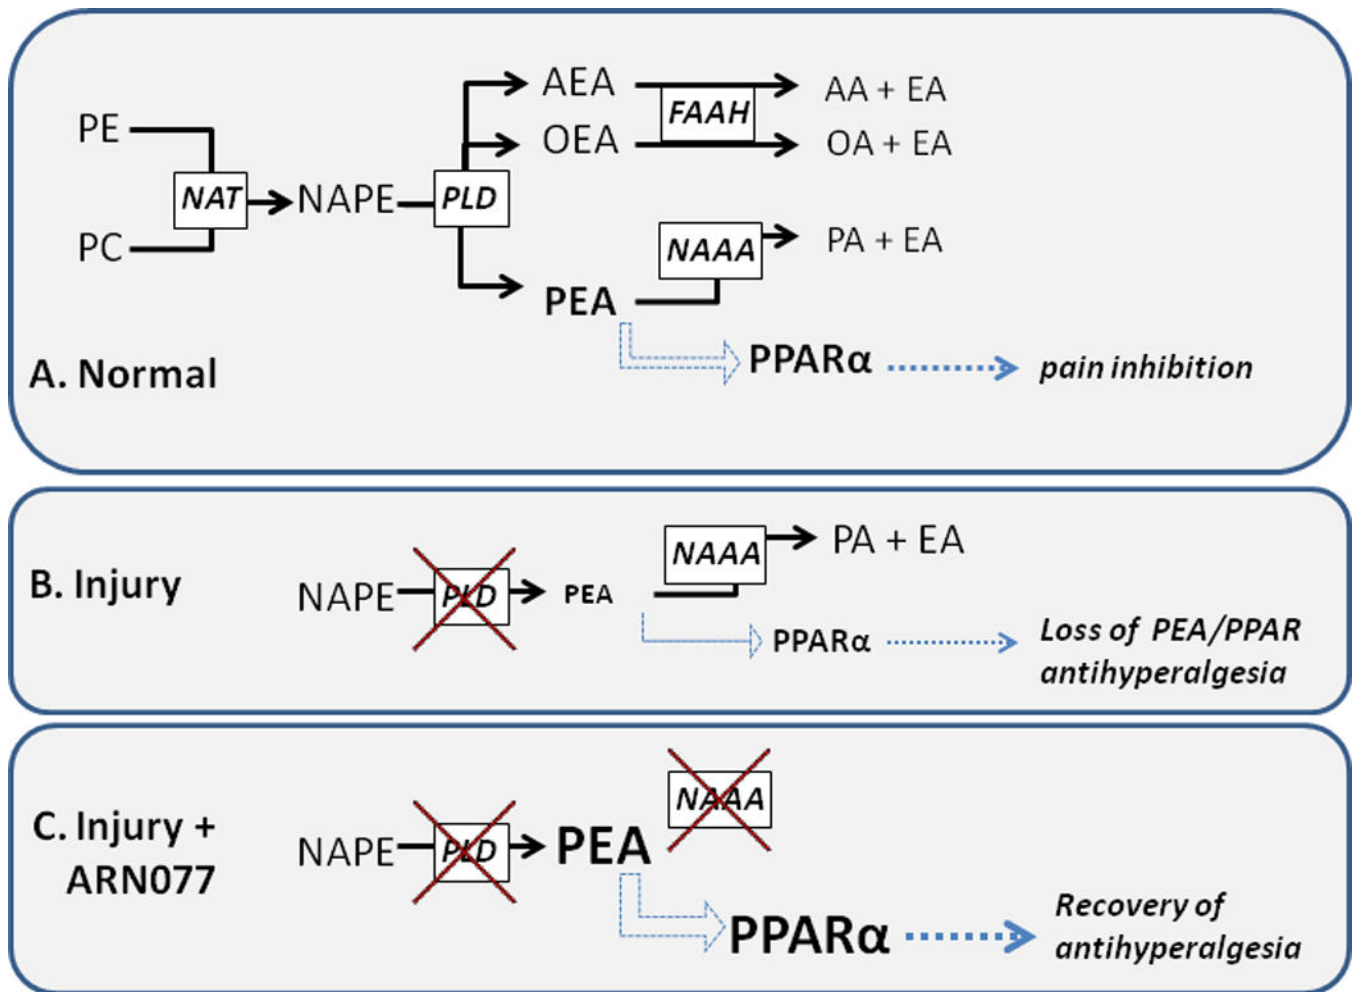 AEA
AA + EA
FAAH
PE
OEA
OA + EA
NAT
NAPE
PLD
PC
NAAA
PA + EA
PEA
PPARα
pain inhibition
A. Normal
NAAA
PA + EA
B. Injury
NAPE
PLD
PEA
PPARα
Loss of PEA/PPAR
antihyperalgesia
NAAA
C. Injury +
ARN077
NAPE
PLD
PEA
PPARα
Recovery of
antihyperalgesia